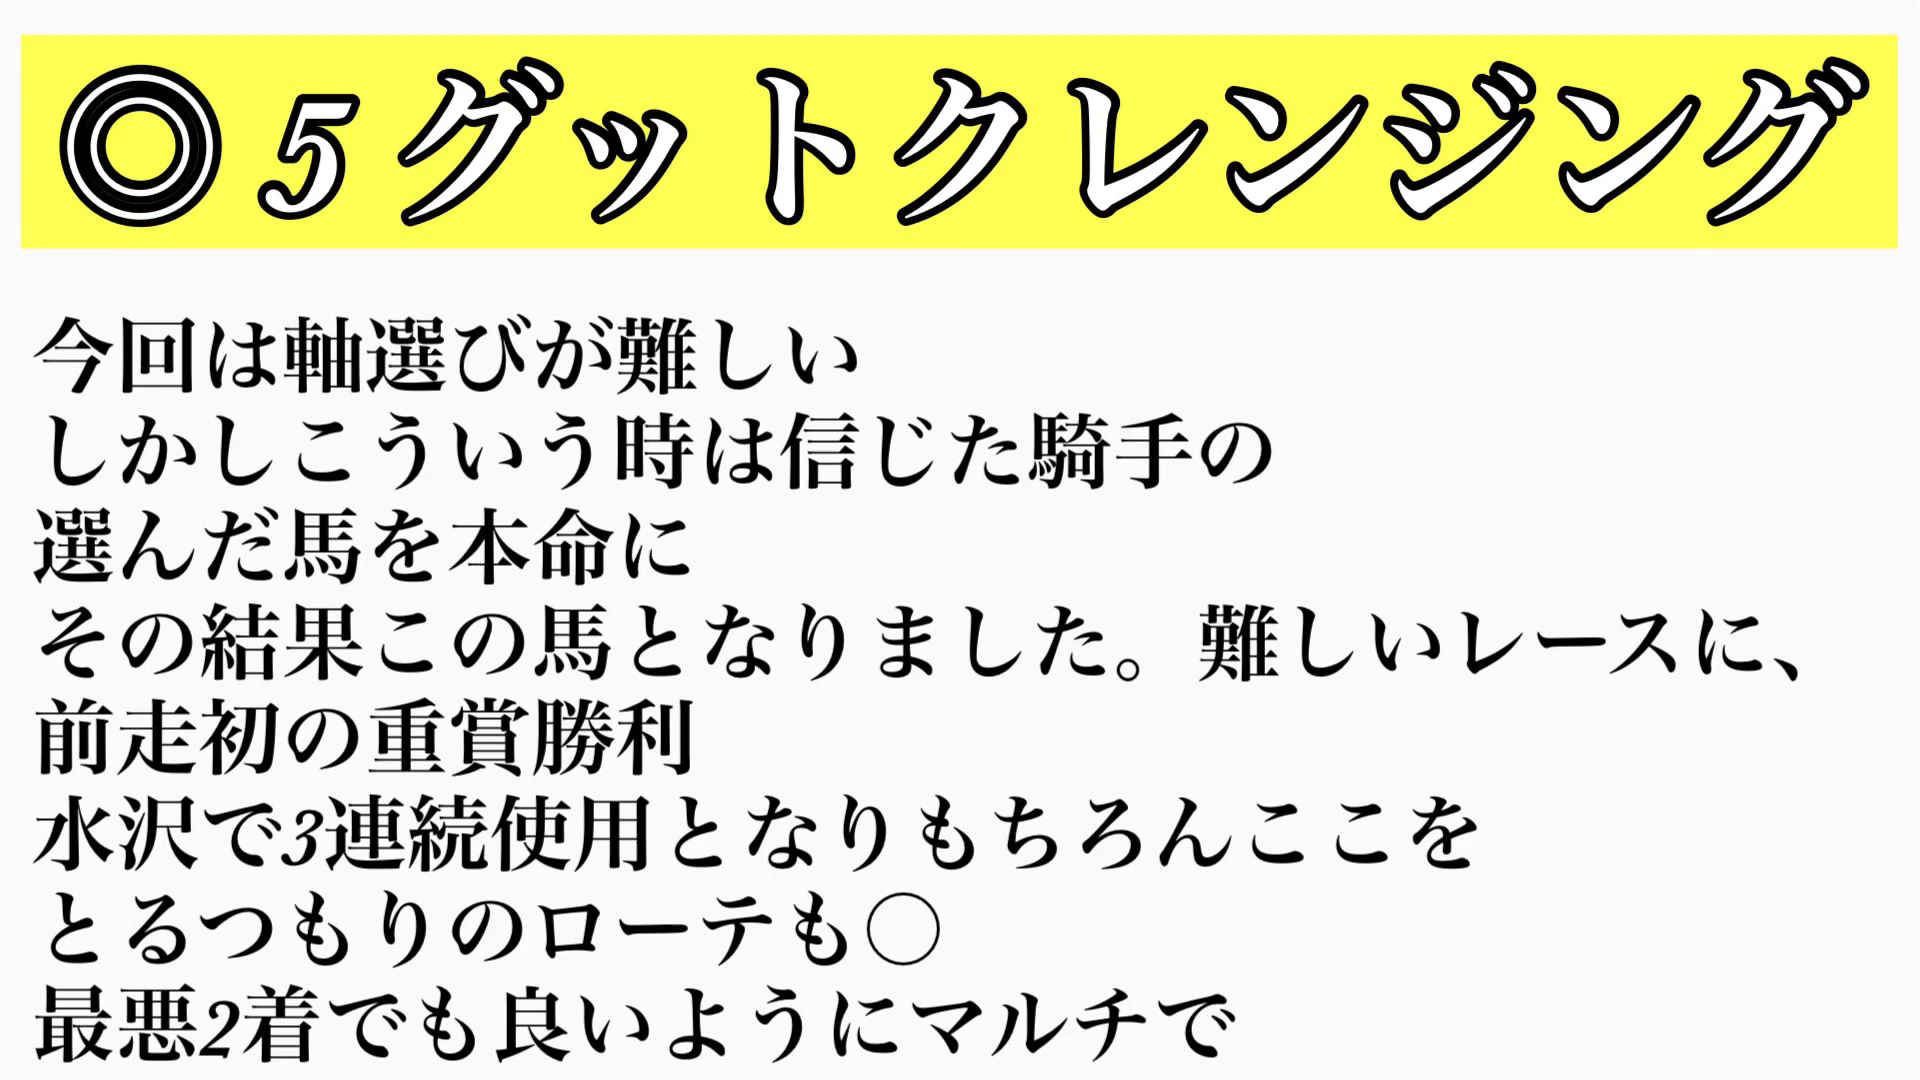 ◎5グットクレンジング
今回は軸選びが難しい
しかしこういう時は信じた騎手の
選んだ馬を本命に
その結果この馬となりました。難しいレースに、
前走初の重賞勝利
水沢で3連続使用となりもちろんここを
とるつもりのローテも◯
最悪2着でも良いようにマルチで